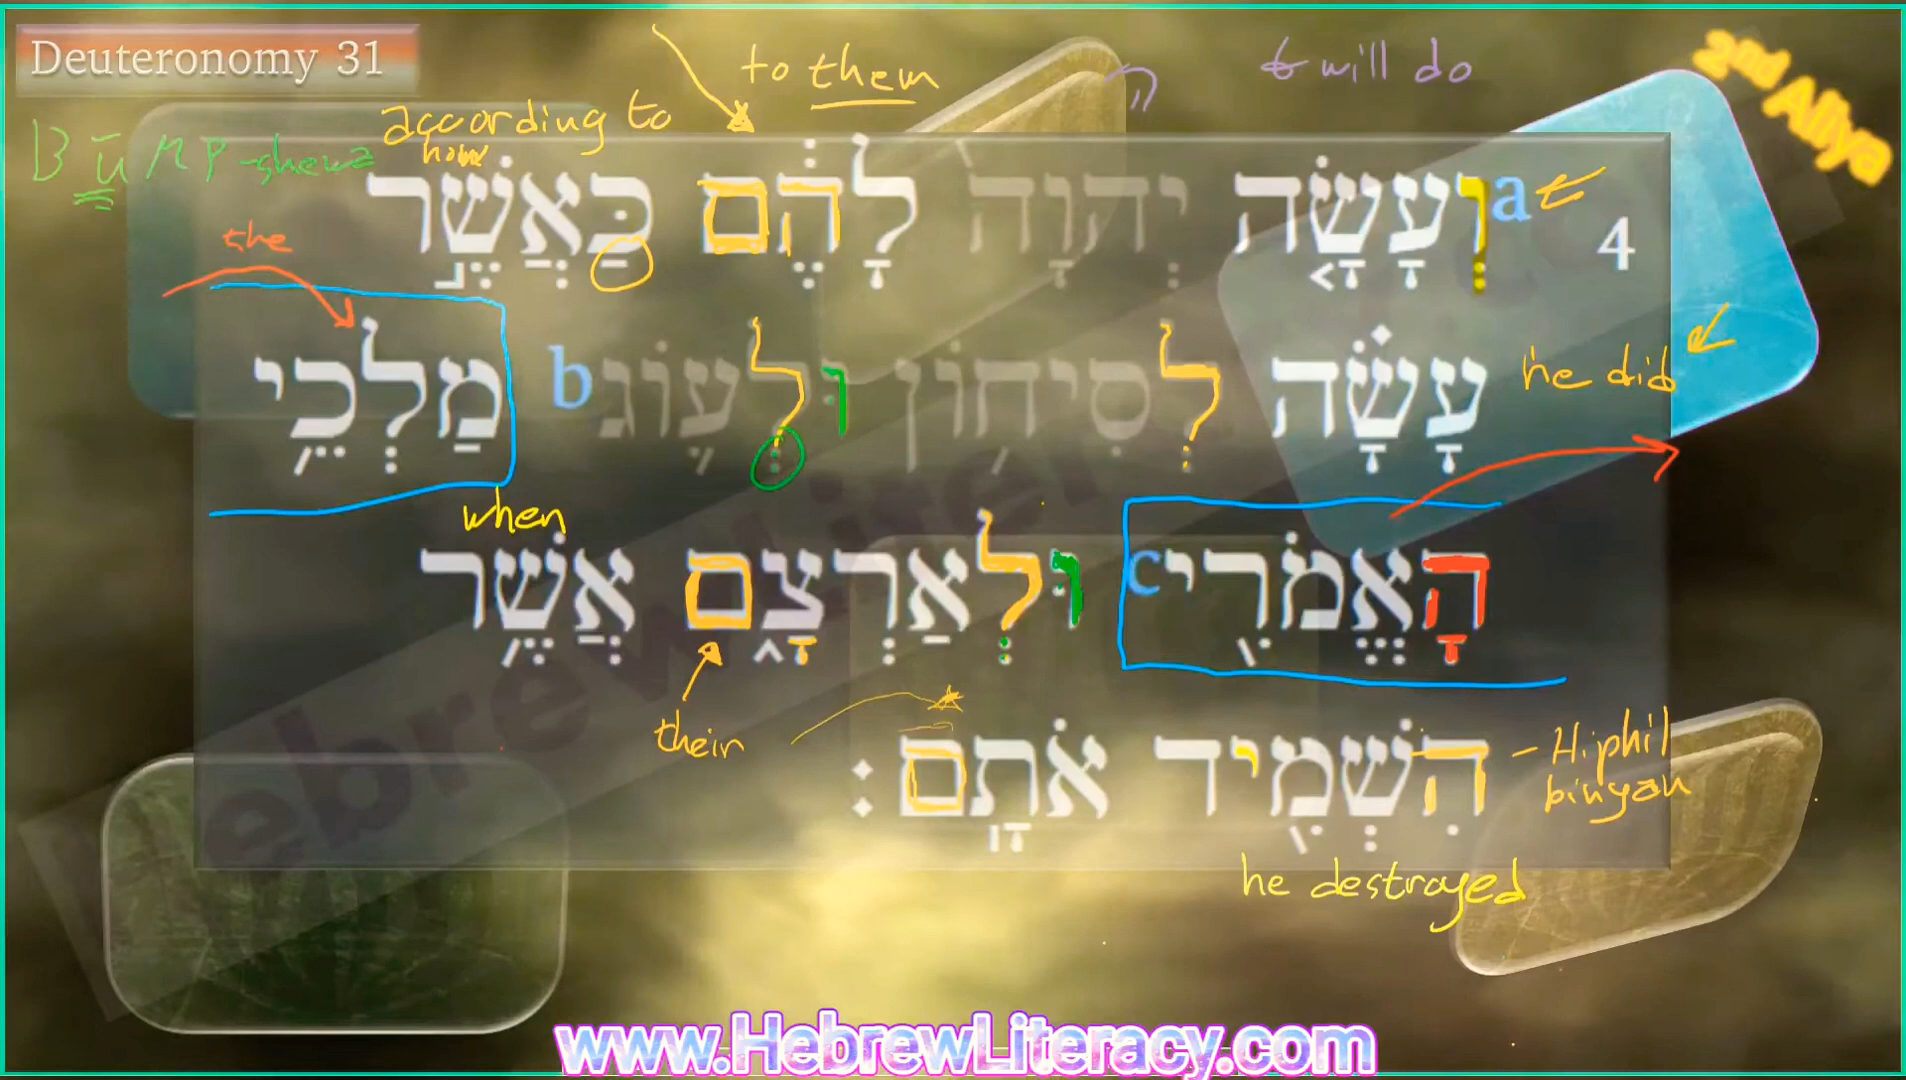 Deuteronomy 31
2nd Aliya
to them
will do
according to
how
BūMP-shewa
4 a וְעָשָׂה יְהוָה לָהֶם כַּאֲשֶׁר
the
עָשָׂה לְסִיחוֹן וּלְעוֹג b מַלְכֵי
he did
when
הָאֱמֹרִי c וּלְאַרְצָם אֲשֶׁר
their
הִשְׁמִיד אֹתָם׃
- Hiphil
binyan
he destroyed
www.HebrewLiteracy.com